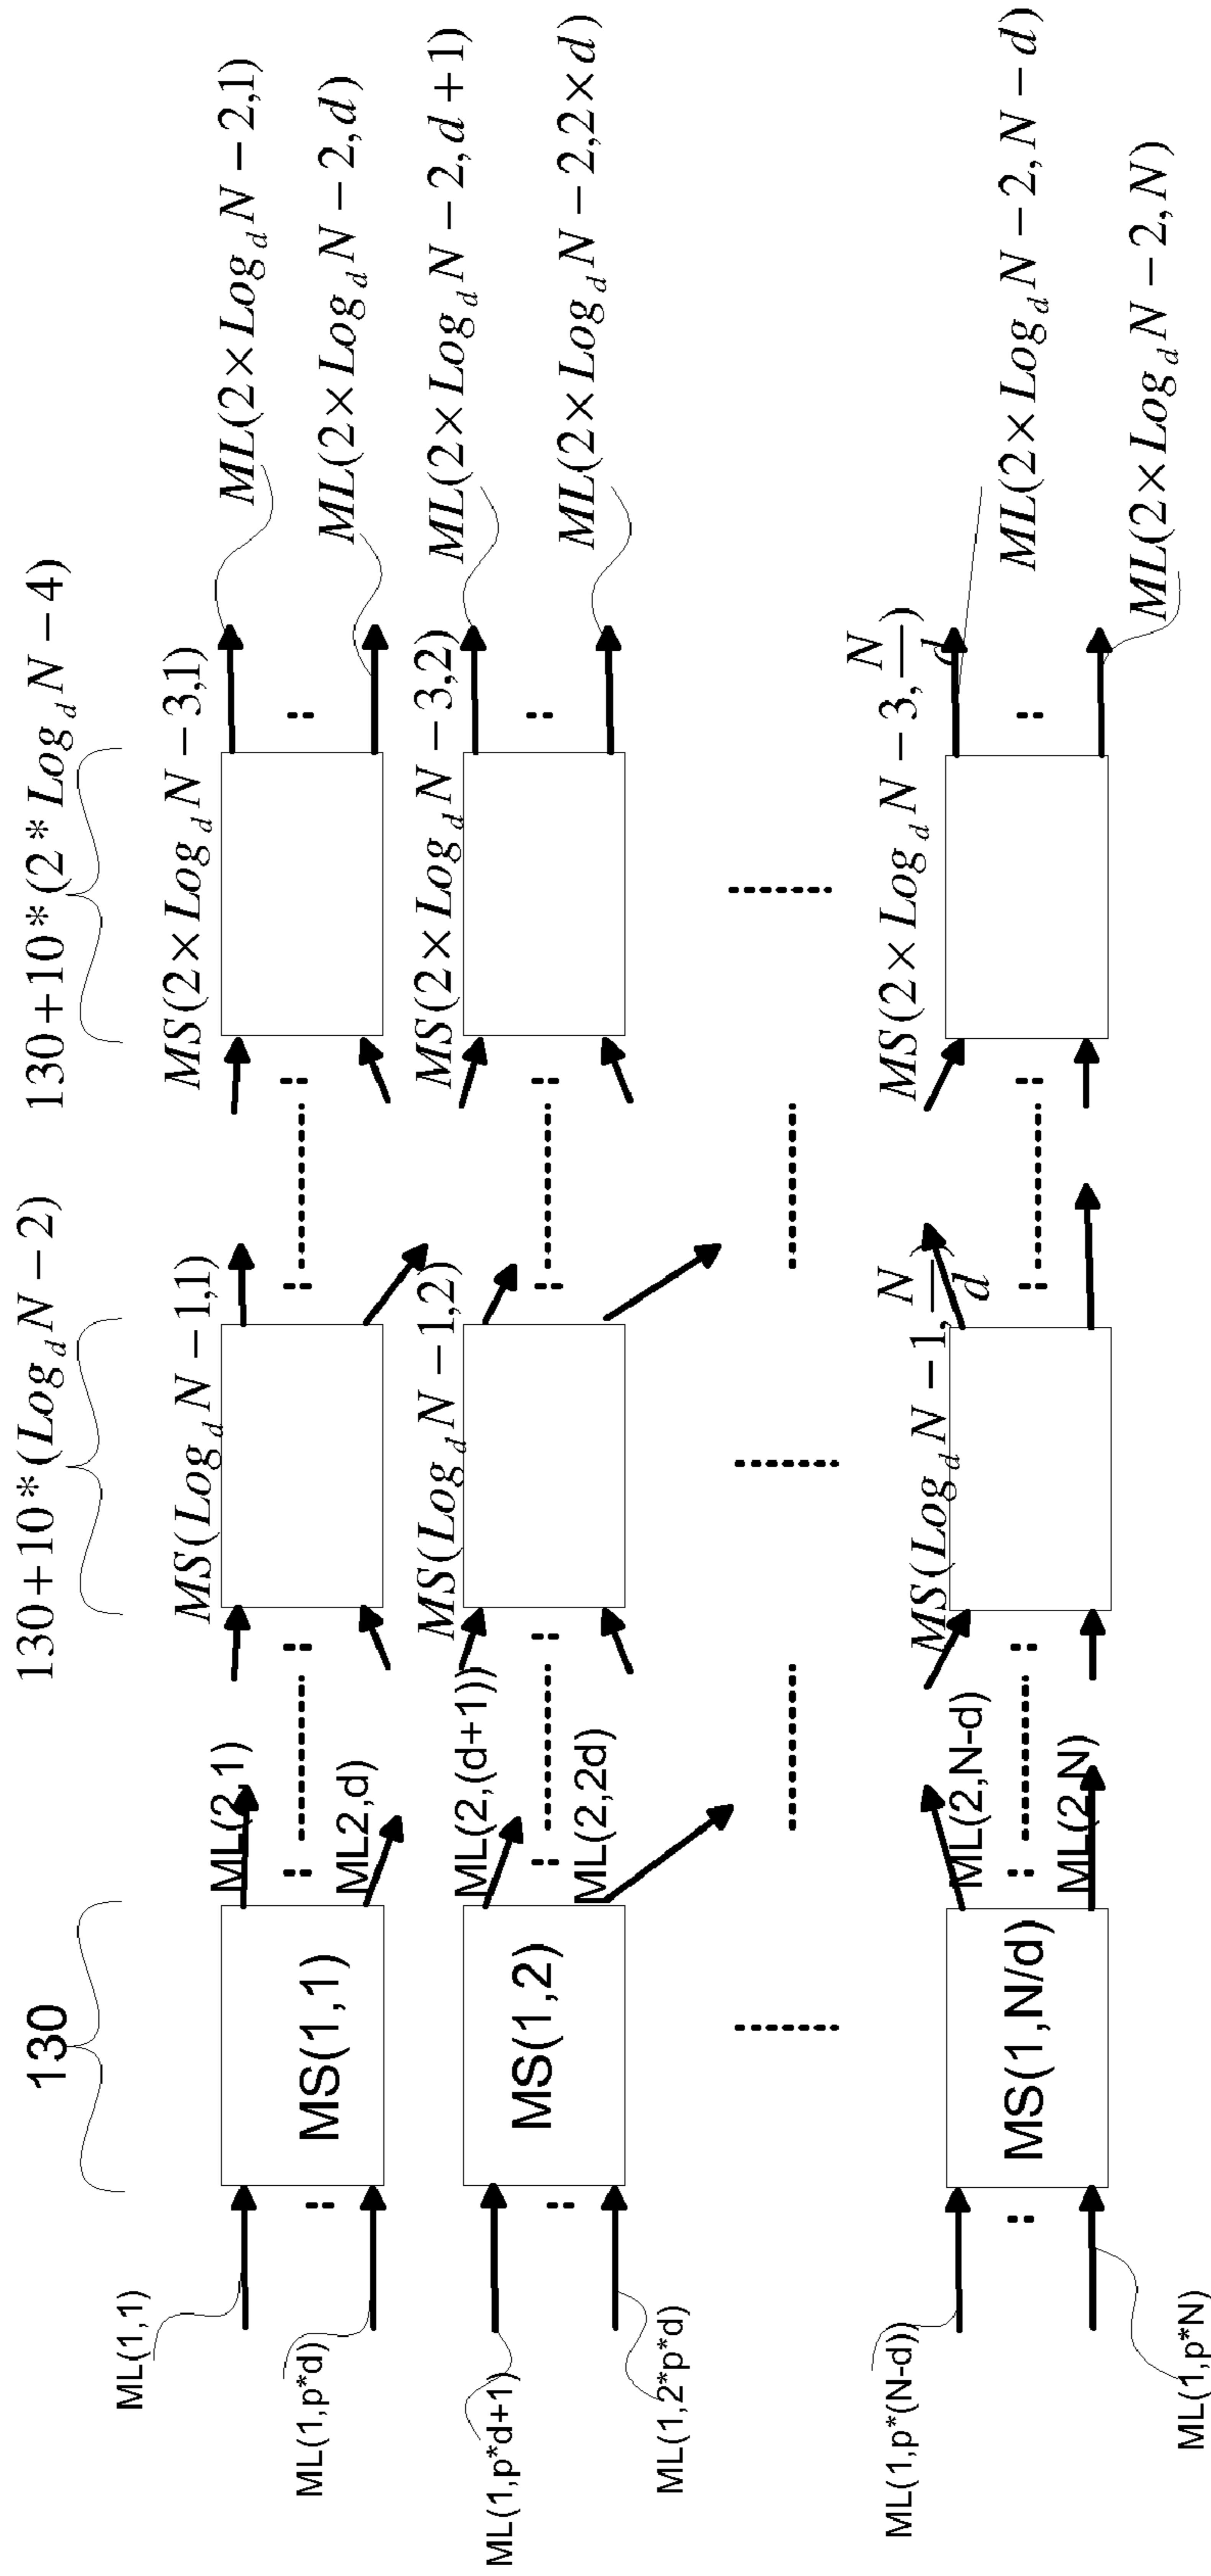 130
130+10*(Log_d N−2)
130+10*(2*Log_d N−4)
ML(1,1)
ML(1,p*d)
MS(1,1)
ML(2,1)
ML2,d)
MS(Log_d N−1,1)
MS(2×Log_d N−3,1)
ML(2×Log_d N−2,1)
ML(2×Log_d N−2,d)
ML(1,p*d+1)
ML(1,2*p*d)
MS(1,2)
ML(2,(d+1))
ML(2,2d)
MS(Log_d N−1,2)
MS(2×Log_d N−3,2)
ML(2×Log_d N−2,d+1)
ML(2×Log_d N−2,2×d)
ML(1,p*(N-d))
ML(1,p*N)
MS(1,N/d)
ML(2,N-d)
ML(2,N)
MS(Log_d N−1,N/d)
MS(2×Log_d N−3,N/d)
ML(2×Log_d N−2,N−d)
ML(2×Log_d N−2,N)